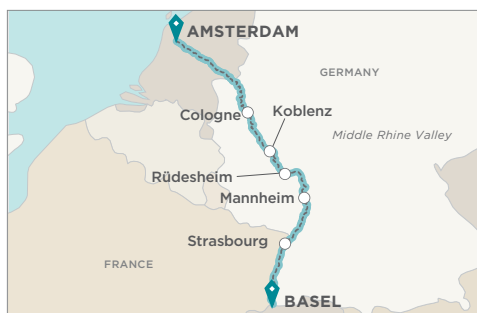 AMSTERDAM
GERMANY
Cologne
Koblenz
Middle Rhine Valley
Rüdesheim
Mannheim
Strasbourg
FRANCE
BASEL